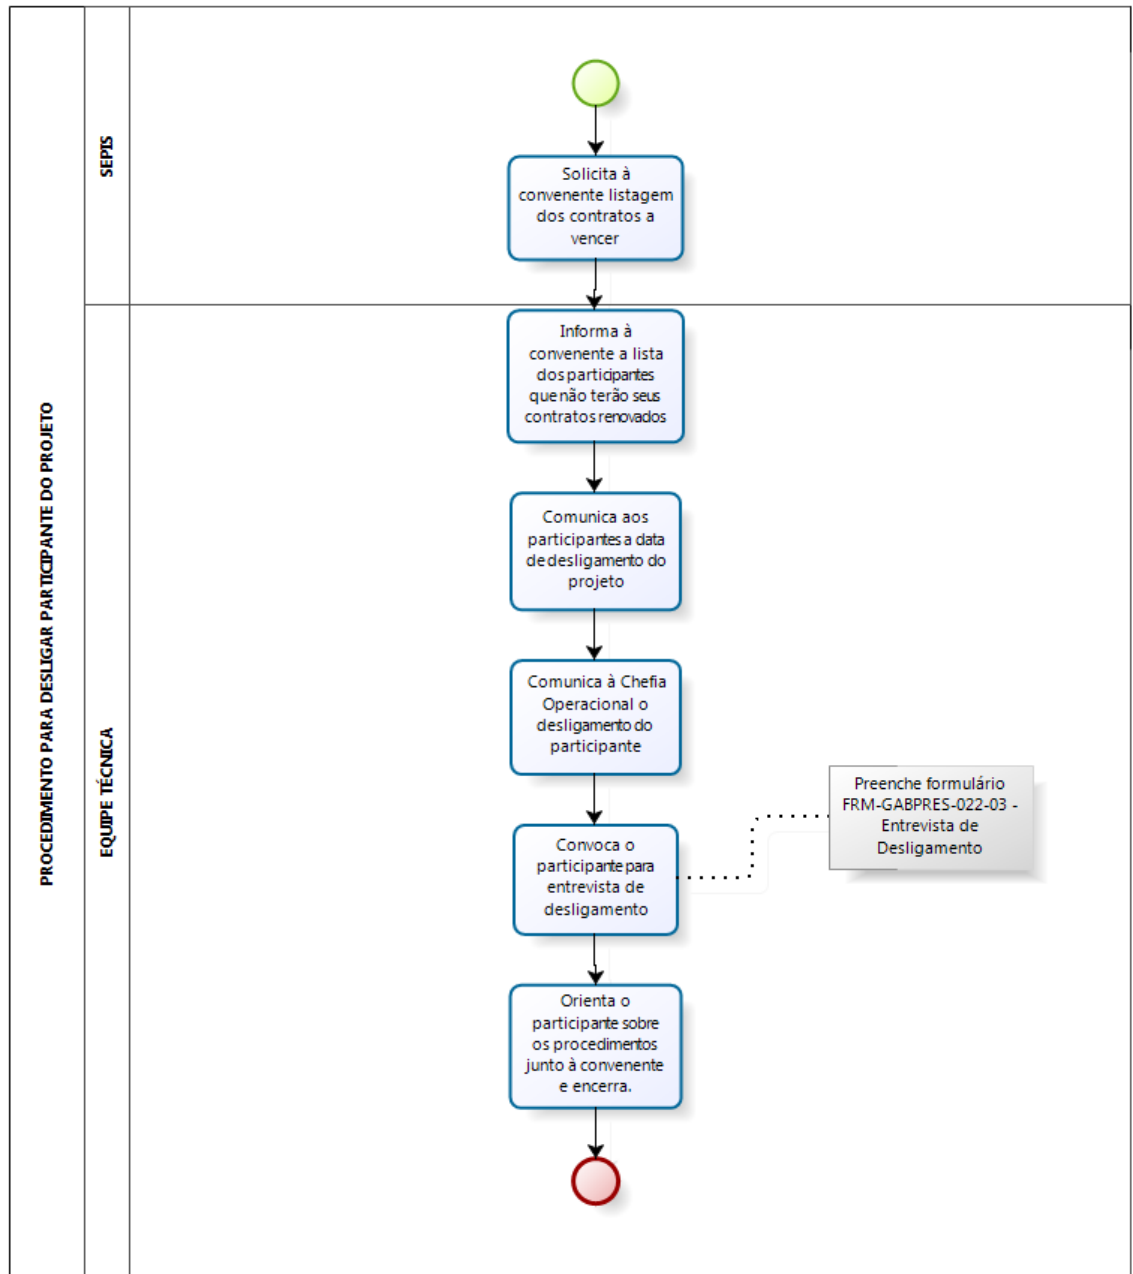 PROCEDIMENTO PARA DESLIGAR PARTICIPANTE DO PROJETO
SEPIS
Solicita à
convenente listagem
dos contratos a
vencer
EQUIPE TÉCNICA
Informa à
convenente a lista
dos participantes
que não terão seus
contratos renovados
Comunica aos
participantes a data
de desligamento do
projeto
Comunica à Chefia
Operacional o
desligamento do
participante
Convoca o
participante para
entrevista de
desligamento
Preenche formulário
FRM-GABPRES-022-03 -
Entrevista de
Desligamento
Orienta o
participante sobre
os procedimentos
junto à convenente
e encerra.